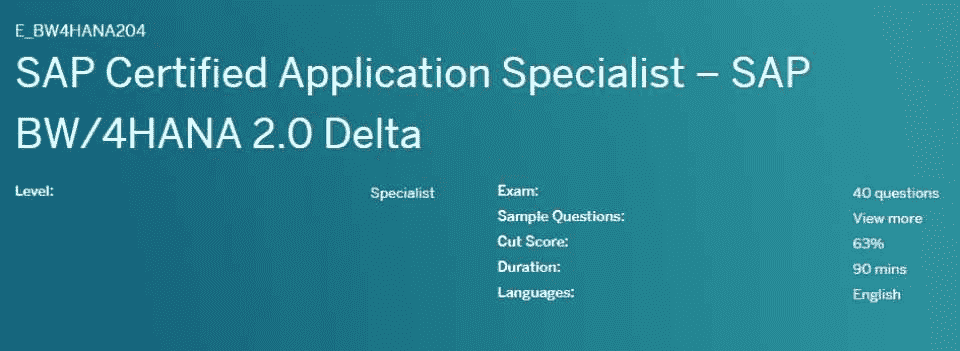 E_BW4HANA204
SAP Certified Application Specialist – SAP
BW/4HANA 2.0 Delta
Level: Specialist
Exam: 40 questions
Sample Questions: View more
Cut Score: 63%
Duration: 90 mins
Languages: English